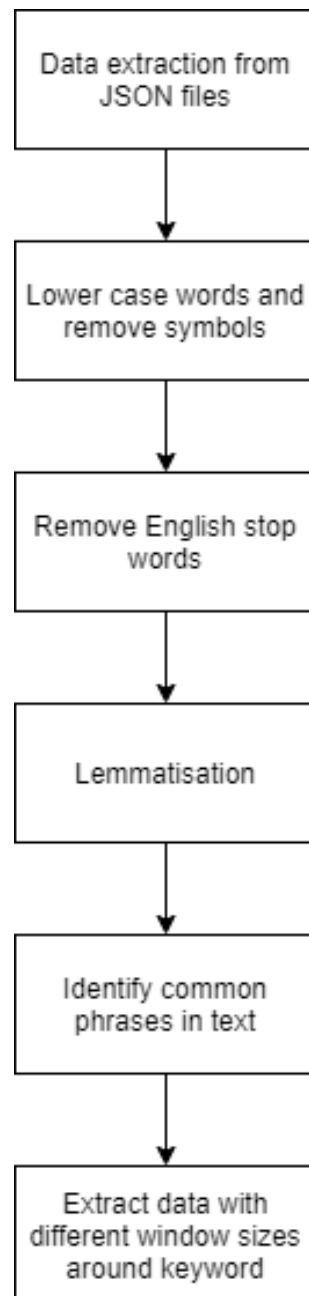 Data extraction from
JSON files
Lower case words and
remove symbols
Remove English stop
words
Lemmatisation
Identify common
phrases in text
Extract data with
different window sizes
around keyword